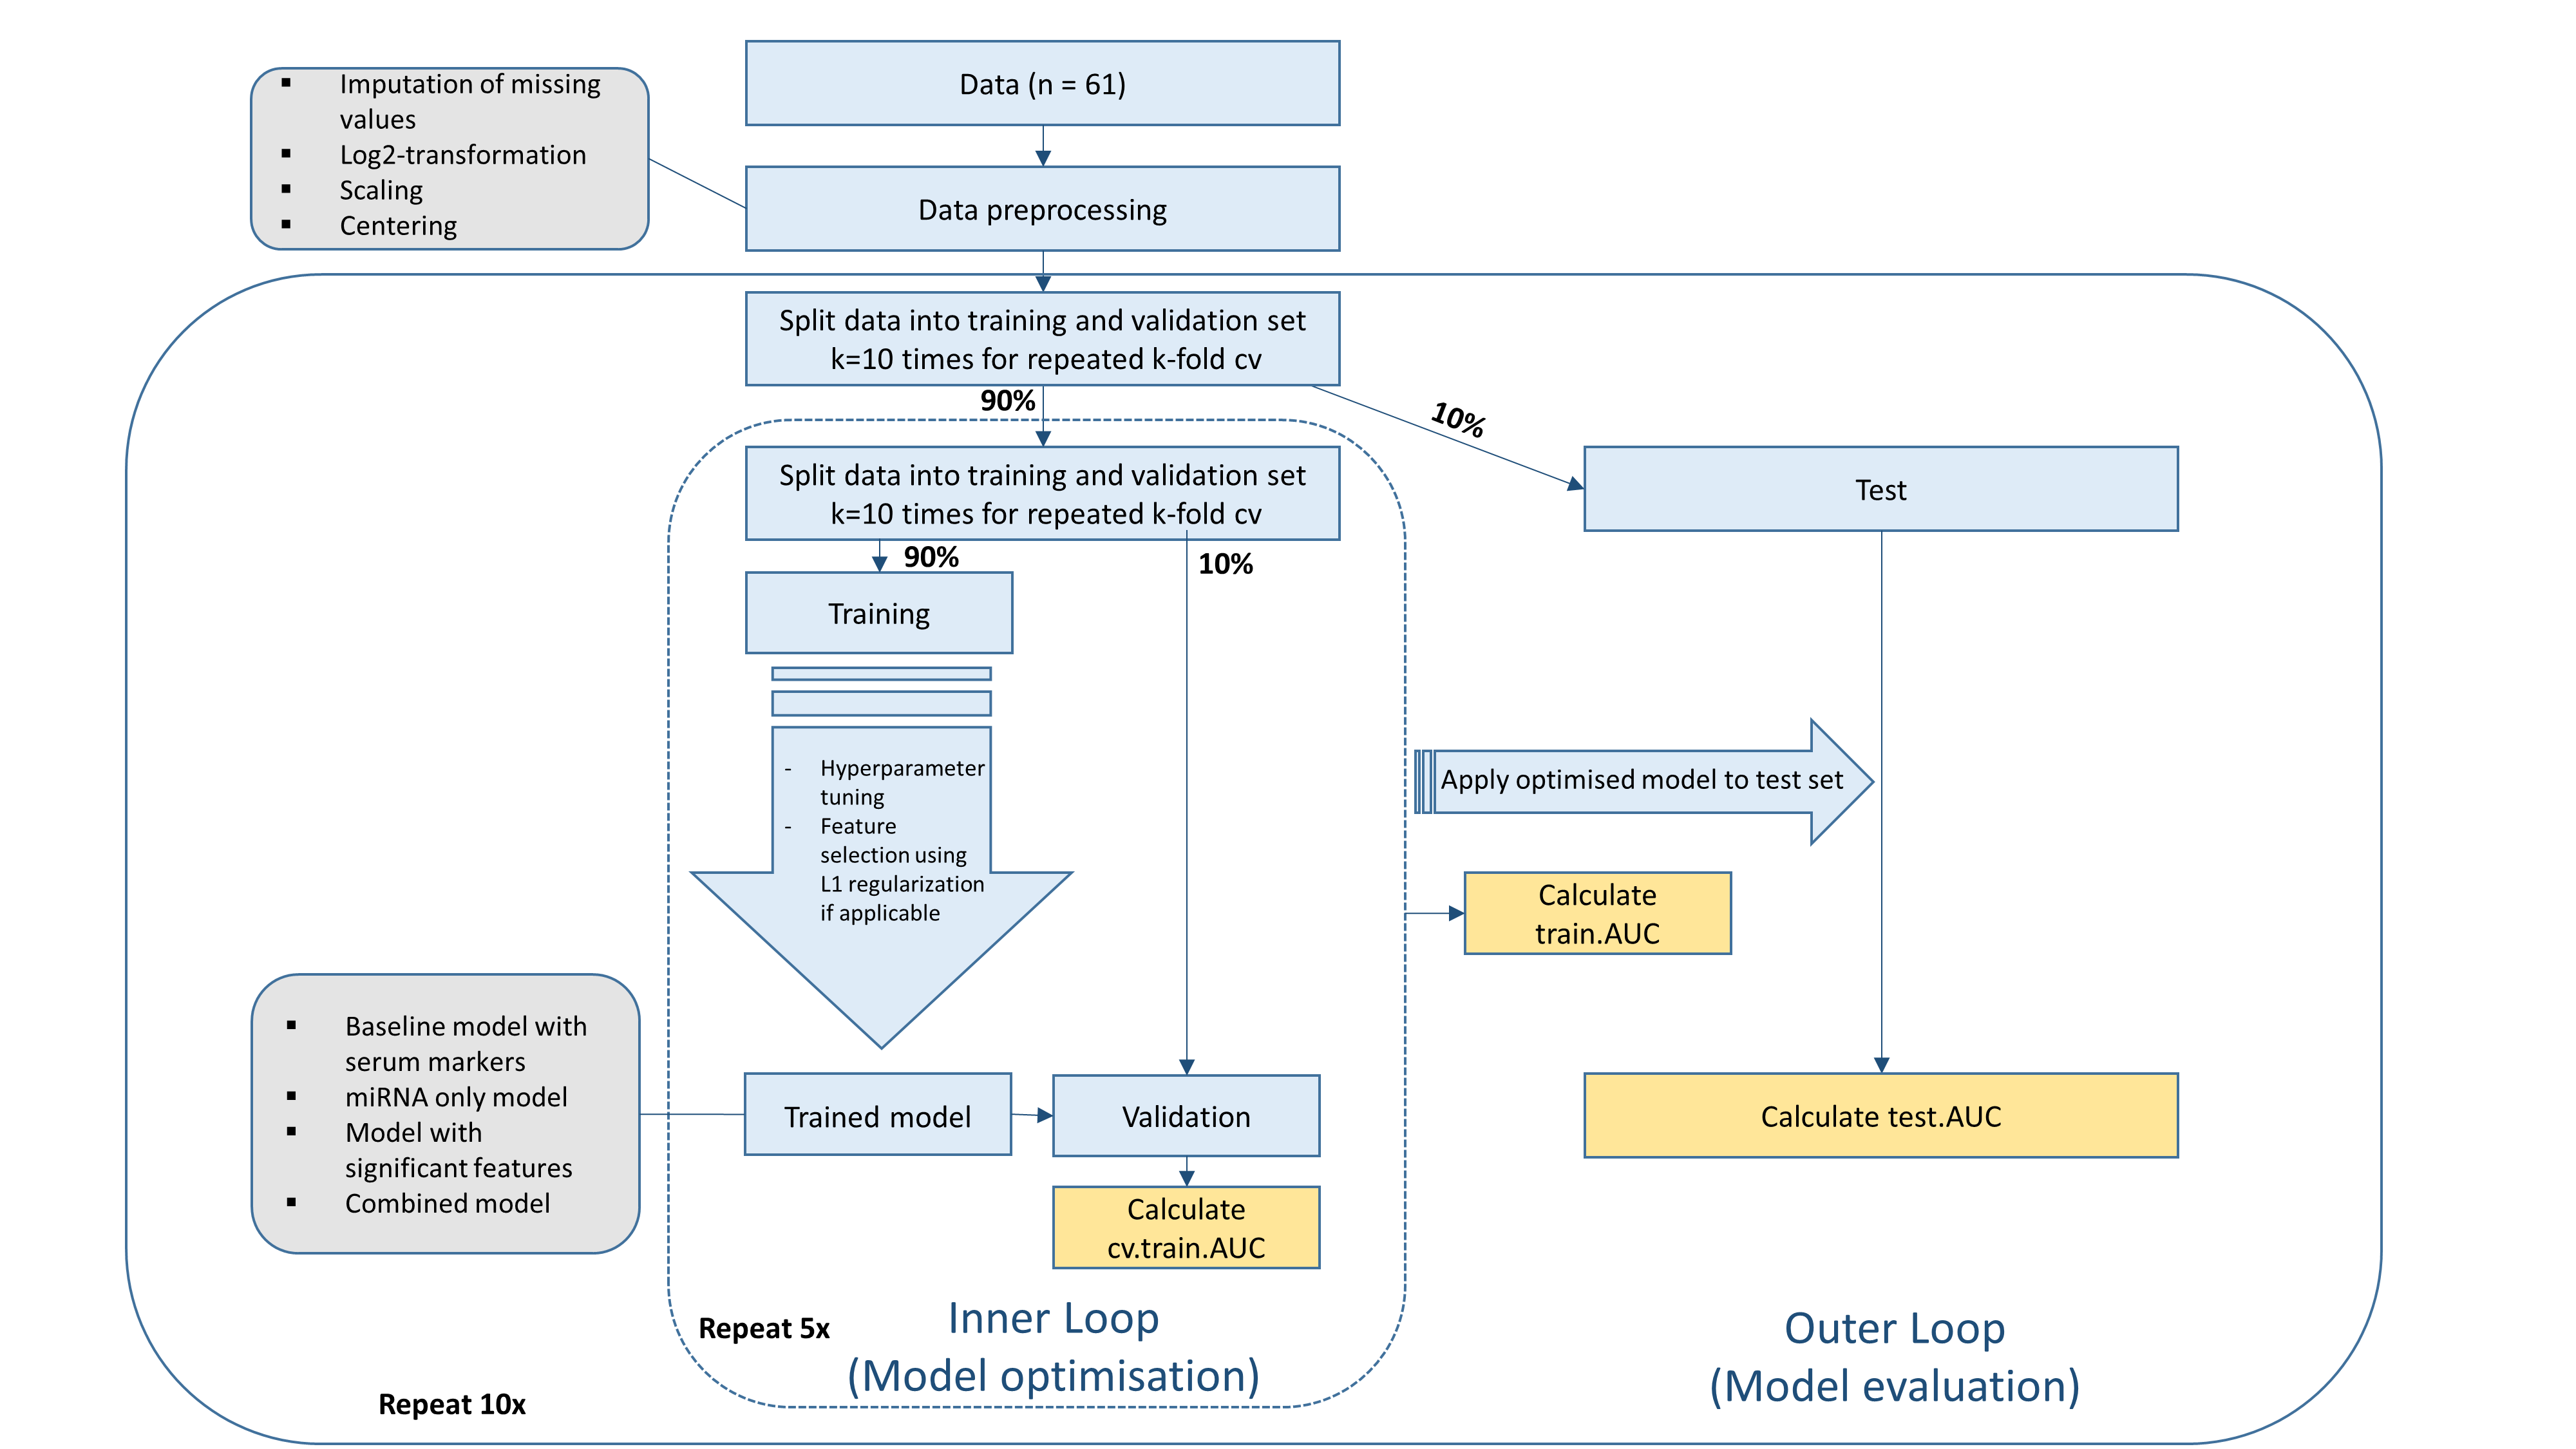 Data (n = 61)
▪ Imputation of missing
values
▪ Log2-transformation
▪ Scaling
▪ Centering
Data preprocessing
Split data into training and validation set
k=10 times for repeated k-fold cv
90%
10%
Split data into training and validation set
k=10 times for repeated k-fold cv
Test
90%
10%
Training
- Hyperparameter
tuning
- Feature
selection using
L1 regularization
if applicable
Apply optimised model to test set
Calculate
train.AUC
▪ Baseline model with
serum markers
▪ miRNA only model
▪ Model with
significant features
▪ Combined model
Trained model
Validation
Calculate test.AUC
Calculate
cv.train.AUC
Repeat 5x
Inner Loop
(Model optimisation)
Outer Loop
(Model evaluation)
Repeat 10x